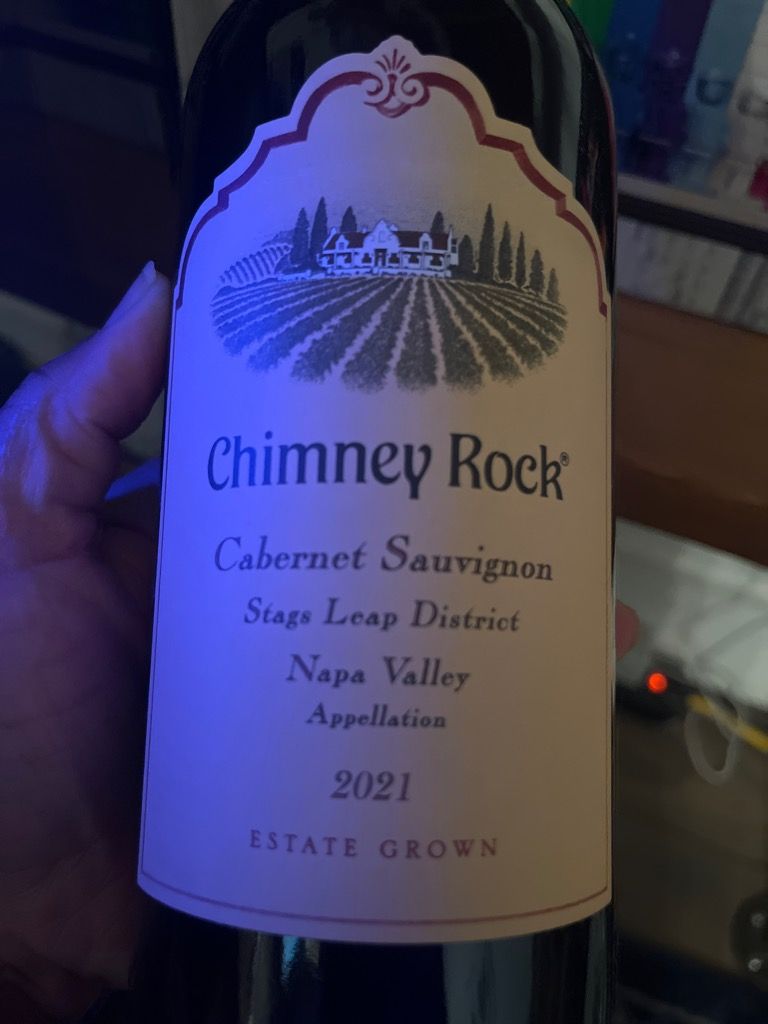 Chimney Rock®
Cabernet Sauvignon
Stags Leap District
Napa Valley
Appellation
2021
ESTATE GROWN